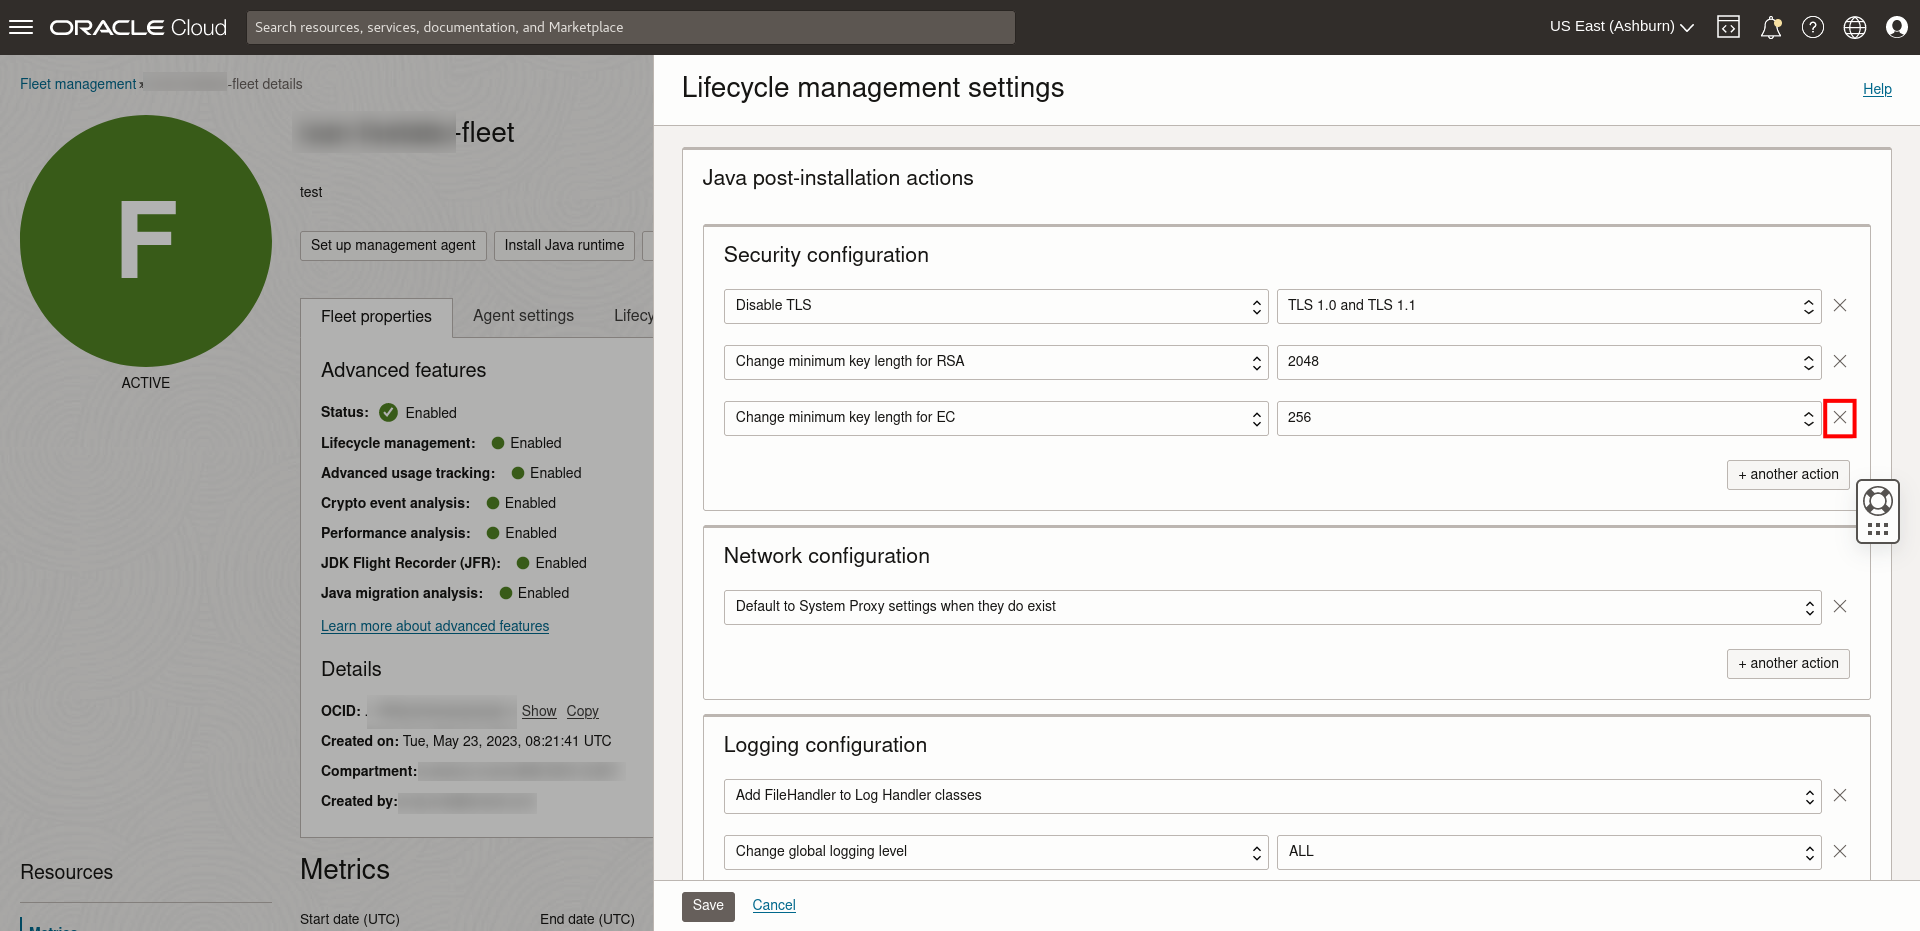 ORACLE Cloud
Search resources, services, documentation, and Marketplace
US East (Ashburn)
Fleet management »
-fleet details
F
ACTIVE
-fleet
test
Set up management agent
Install Java runtime
Fleet properties
Agent settings
Lifecy
Advanced features
Status: Enabled
Lifecycle management: Enabled
Advanced usage tracking: Enabled
Crypto event analysis: Enabled
Performance analysis: Enabled
JDK Flight Recorder (JFR): Enabled
Java migration analysis: Enabled
Learn more about advanced features
Details
OCID: . Show Copy
Created on: Tue, May 23, 2023, 08:21:41 UTC
Compartment:
Created by:
Resources
Metrics
Metrics
Start date (UTC)
End date (UTC)
Lifecycle management settings
Help
Java post-installation actions
Security configuration
Disable TLS
TLS 1.0 and TLS 1.1
Change minimum key length for RSA
2048
Change minimum key length for EC
256
+ another action
Network configuration
Default to System Proxy settings when they do exist
+ another action
Logging configuration
Add FileHandler to Log Handler classes
Change global logging level
ALL
Save
Cancel